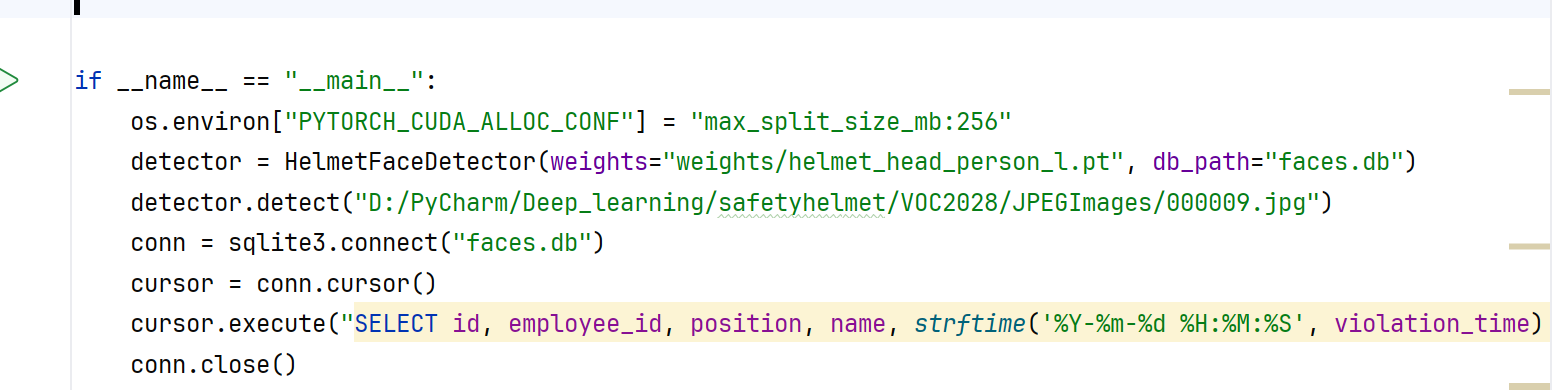 if __name__ == "__main__":
    os.environ["PYTORCH_CUDA_ALLOC_CONF"] = "max_split_size_mb:256"
    detector = HelmetFaceDetector(weights="weights/helmet_head_person_l.pt", db_path="faces.db")
    detector.detect("D:/PyCharm/Deep_learning/safetyhelmet/VOC2028/JPEGImages/000009.jpg")
    conn = sqlite3.connect("faces.db")
    cursor = conn.cursor()
    cursor.execute("SELECT id, employee_id, position, name, strftime('%Y-%m-%d %H:%M:%S', violation_time)
    conn.close()